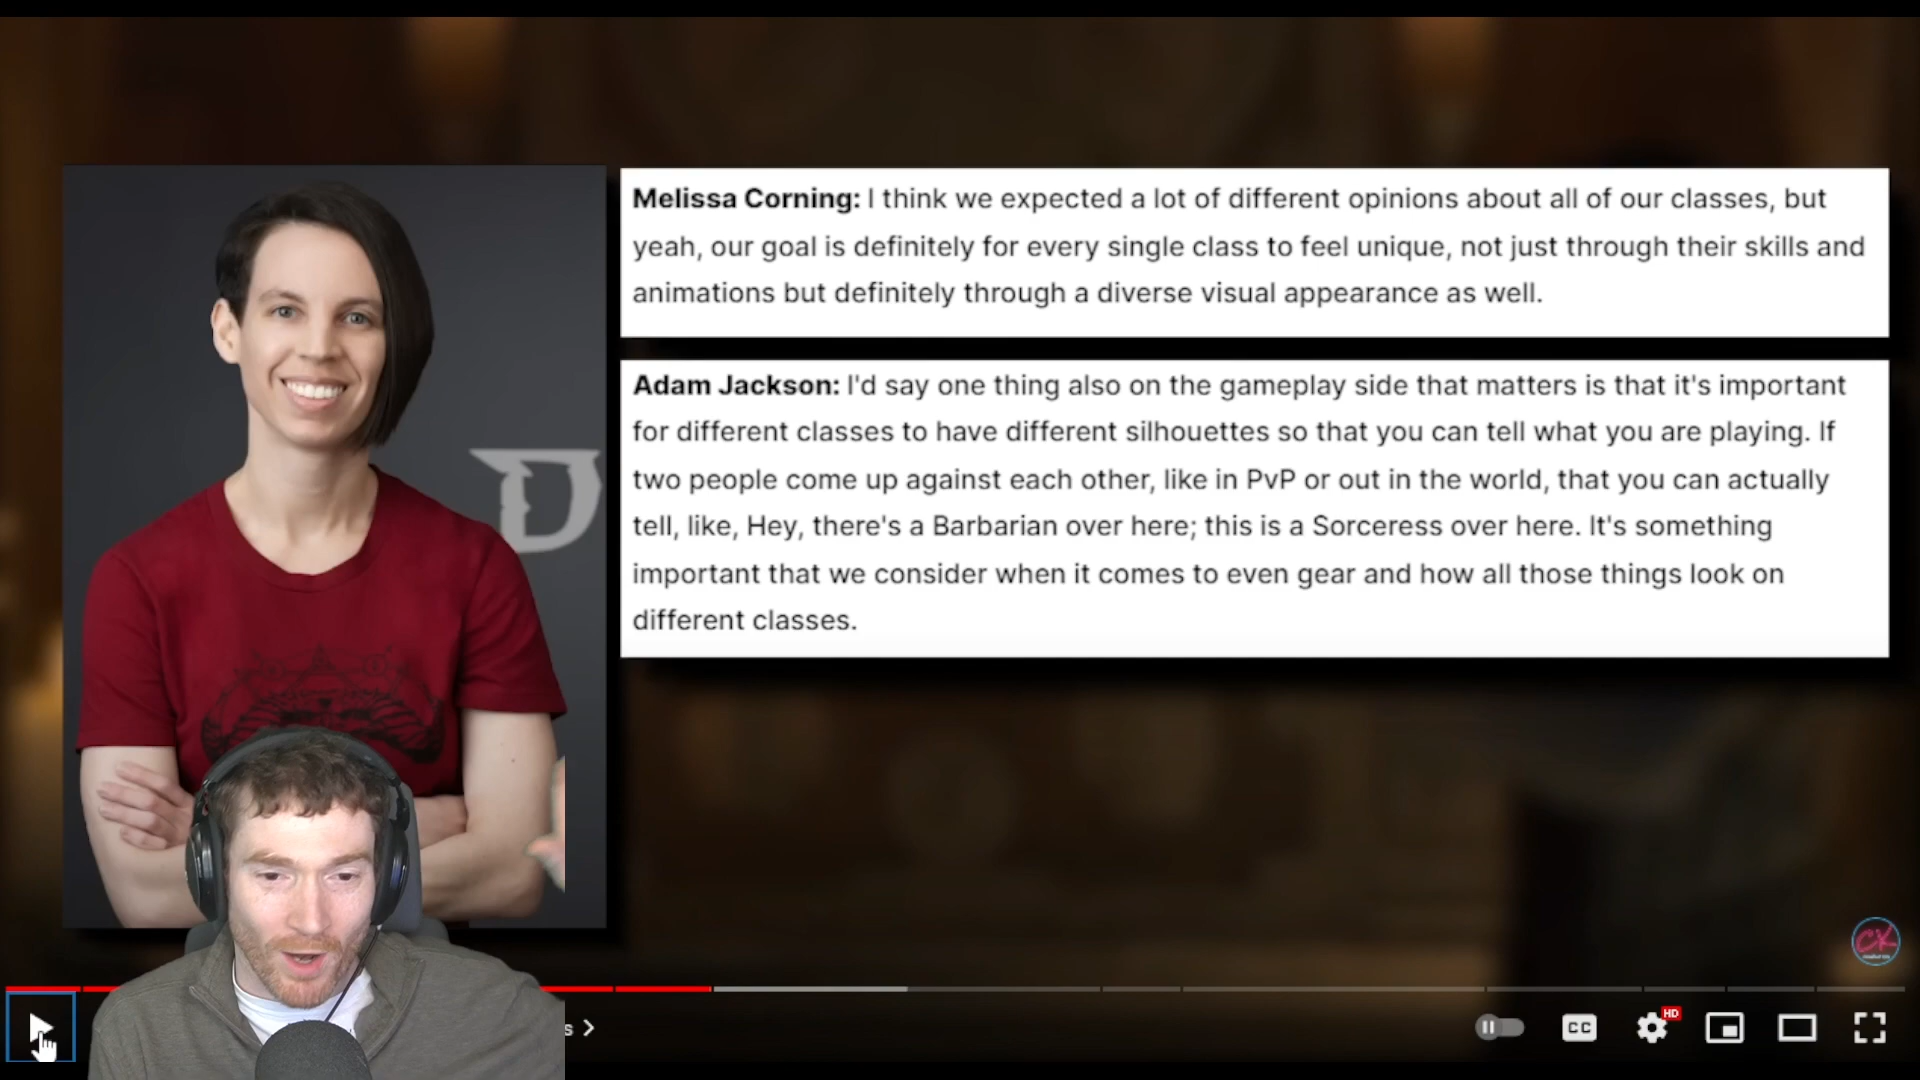 Melissa Corning: I think we expected a lot of different opinions about all of our classes, but
yeah, our goal is definitely for every single class to feel unique, not just through their skills and
animations but definitely through a diverse visual appearance as well.
Adam Jackson: I'd say one thing also on the gameplay side that matters is that it's important
for different classes to have different silhouettes so that you can tell what you are playing. If
two people come up against each other, like in PvP or out in the world, that you can actually
tell, like, Hey, there's a Barbarian over here; this is a Sorceress over here. It's something
important that we consider when it comes to even gear and how all those things look on
different classes.
D
CK
s >
CC
HD